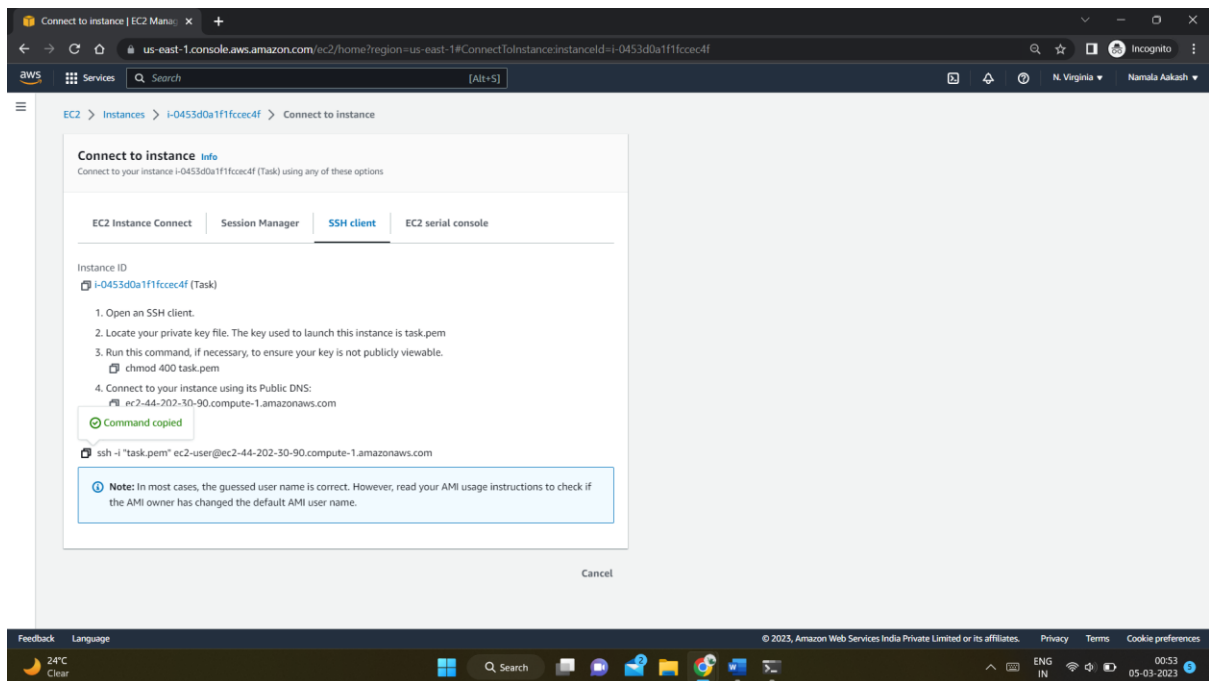 Connect to instance | EC2 Manag
us-east-1.console.aws.amazon.com/ec2/home?region=us-east-1#ConnectToInstance:instanceId=i-0453d0a1f1fccec4f
Incognito
aws
Services
Search
[Alt+S]
N. Virginia
Namala Aakash
EC2 > Instances > i-0453d0a1f1fccec4f > Connect to instance
Connect to instance Info
Connect to your instance i-0453d0a1f1fccec4f (Task) using any of these options
EC2 Instance Connect
Session Manager
SSH client
EC2 serial console
Instance ID
i-0453d0a1f1fccec4f (Task)
1. Open an SSH client.
2. Locate your private key file. The key used to launch this instance is task.pem
3. Run this command, if necessary, to ensure your key is not publicly viewable.
chmod 400 task.pem
4. Connect to your instance using its Public DNS:
ec2-44-202-30-90.compute-1.amazonaws.com
Command copied
ssh -i "task.pem" ec2-user@ec2-44-202-30-90.compute-1.amazonaws.com
Note: In most cases, the guessed user name is correct. However, read your AMI usage instructions to check if
the AMI owner has changed the default AMI user name.
Cancel
Feedback Language
© 2023, Amazon Web Services India Private Limited or its affiliates. Privacy Terms Cookie preferences
24°C
Clear
Search
2
ENG
IN
00:53
05-03-2023
5